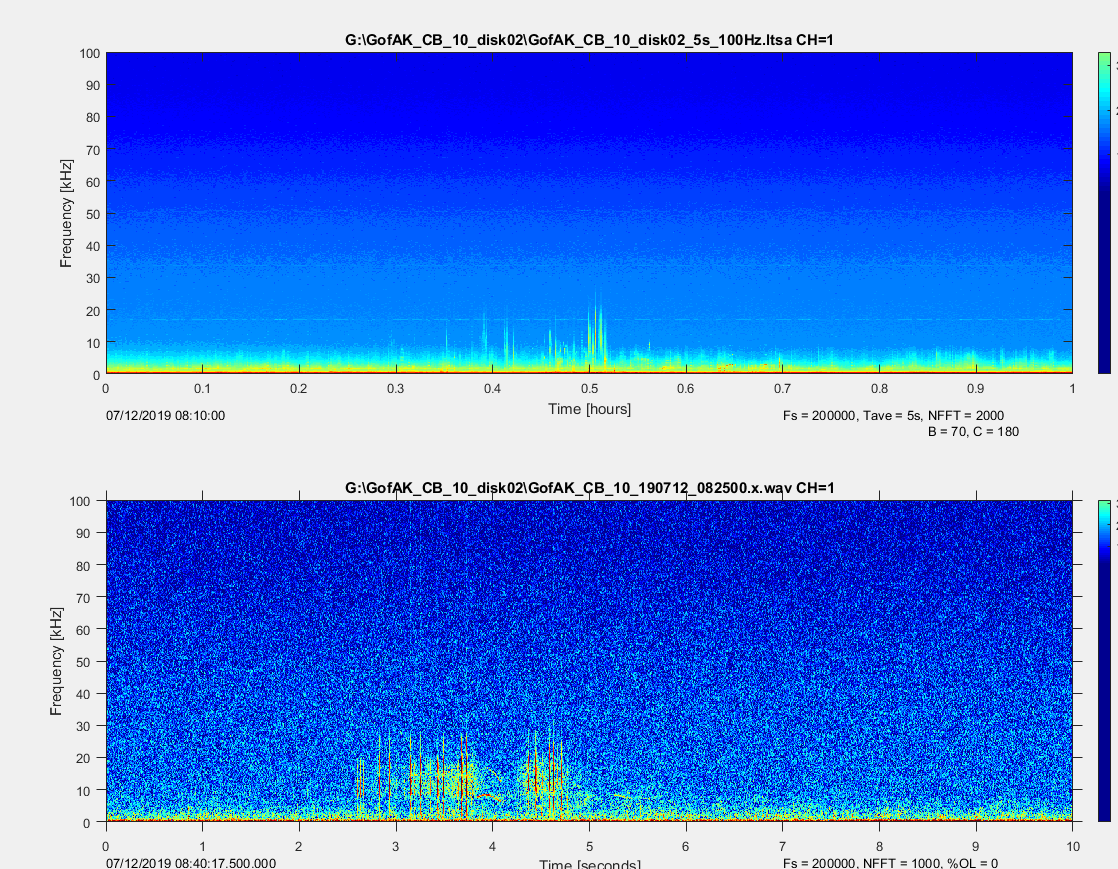 G:\GofAK_CB_10_disk02\GofAK_CB_10_disk02_5s_100Hz.ltsa CH=1
100
90
80
70
60
50
40
30
20
10
0
Frequency [kHz]
0 0.1 0.2 0.3 0.4 0.5 0.6 0.7 0.8 0.9 1
Time [hours]
07/12/2019 08:10:00
Fs = 200000, Tave = 5s, NFFT = 2000
B = 70, C = 180
G:\GofAK_CB_10_disk02\GofAK_CB_10_190712_082500.x.wav CH=1
100
90
80
70
60
50
40
30
20
10
0
Frequency [kHz]
0 1 2 3 4 5 6 7 8 9 10
Time [seconds]
07/12/2019 08:40:17.500.000
Fs = 200000, NFFT = 1000, %OL = 0